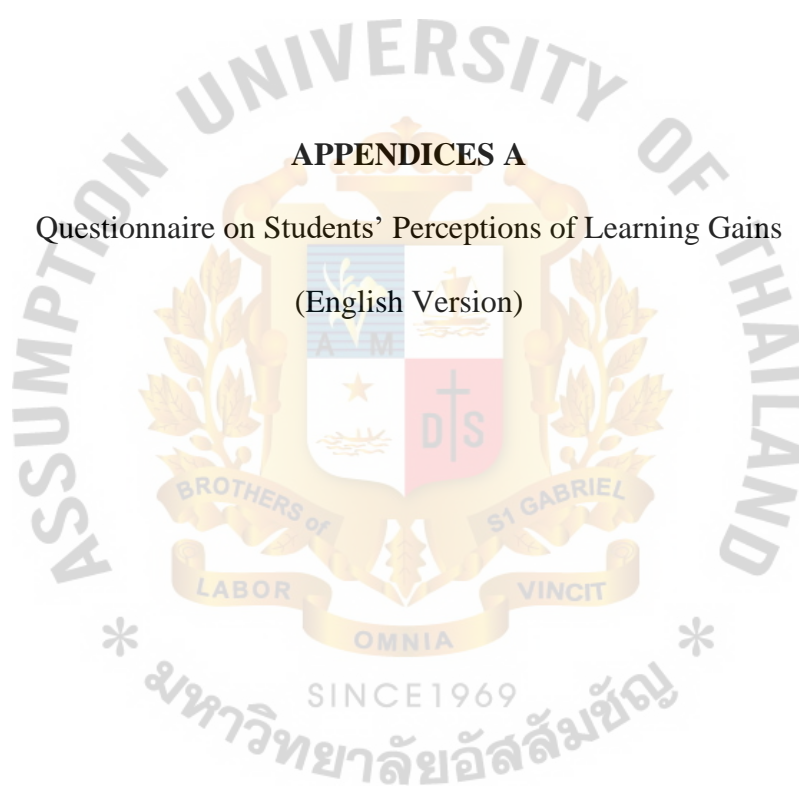 ASSUMPTION UNIVERSITY OF THAILAND
APPENDICES A
Questionnaire on Students’ Perceptions of Learning Gains
(English Version)
A M
D S
BROTHERS of
S1 GABRIEL
LABOR
VINCIT
OMNIA
SINCE1969
* มหาวิทยาลัยอัสสัมชัญ *